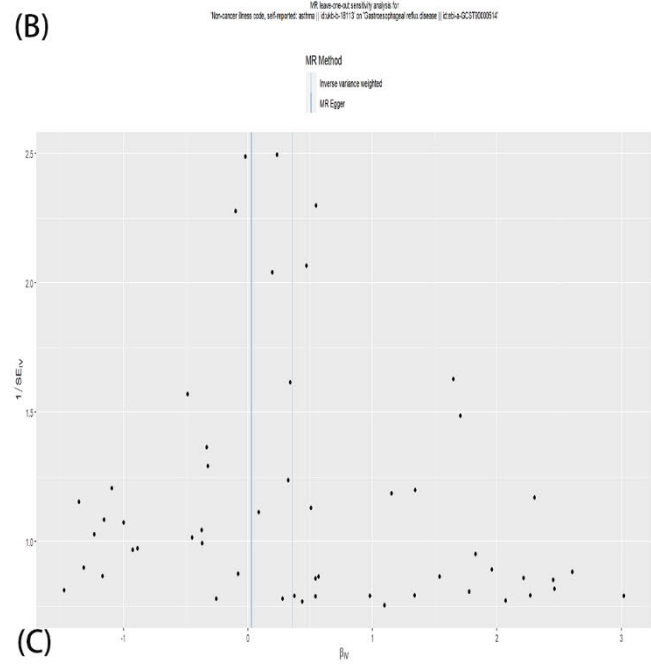 (B)
MR leave-one-out sensitivity analysis for
'Non-cancer illness code, self-reported: asthma || id:ukb-b-18113' on 'Gastroesophageal reflux disease || id:ebi-a-GCST90000514'
MR Method
Inverse variance weighted
MR Egger
2.5
2.0
1.5
1.0
1 / SE_IV
-1 0 1 2 3
β_IV
(C)